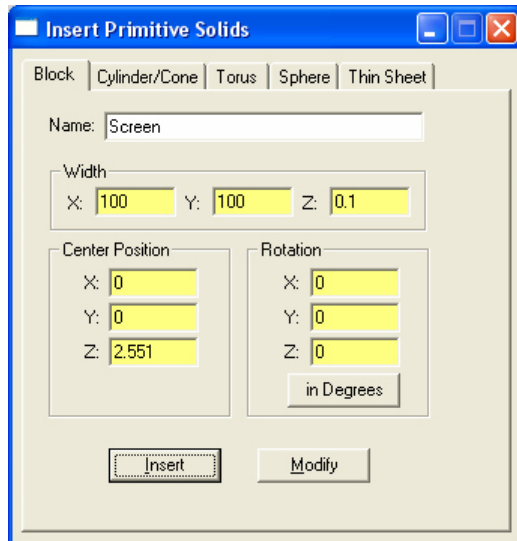 Insert Primitive Solids
Block Cylinder/Cone Torus Sphere Thin Sheet
Name: Screen
Width
X: 100 Y: 100 Z: 0.1
Center Position
X: 0
Y: 0
Z: 2.551
Rotation
X: 0
Y: 0
Z: 0
in Degrees
Insert Modify